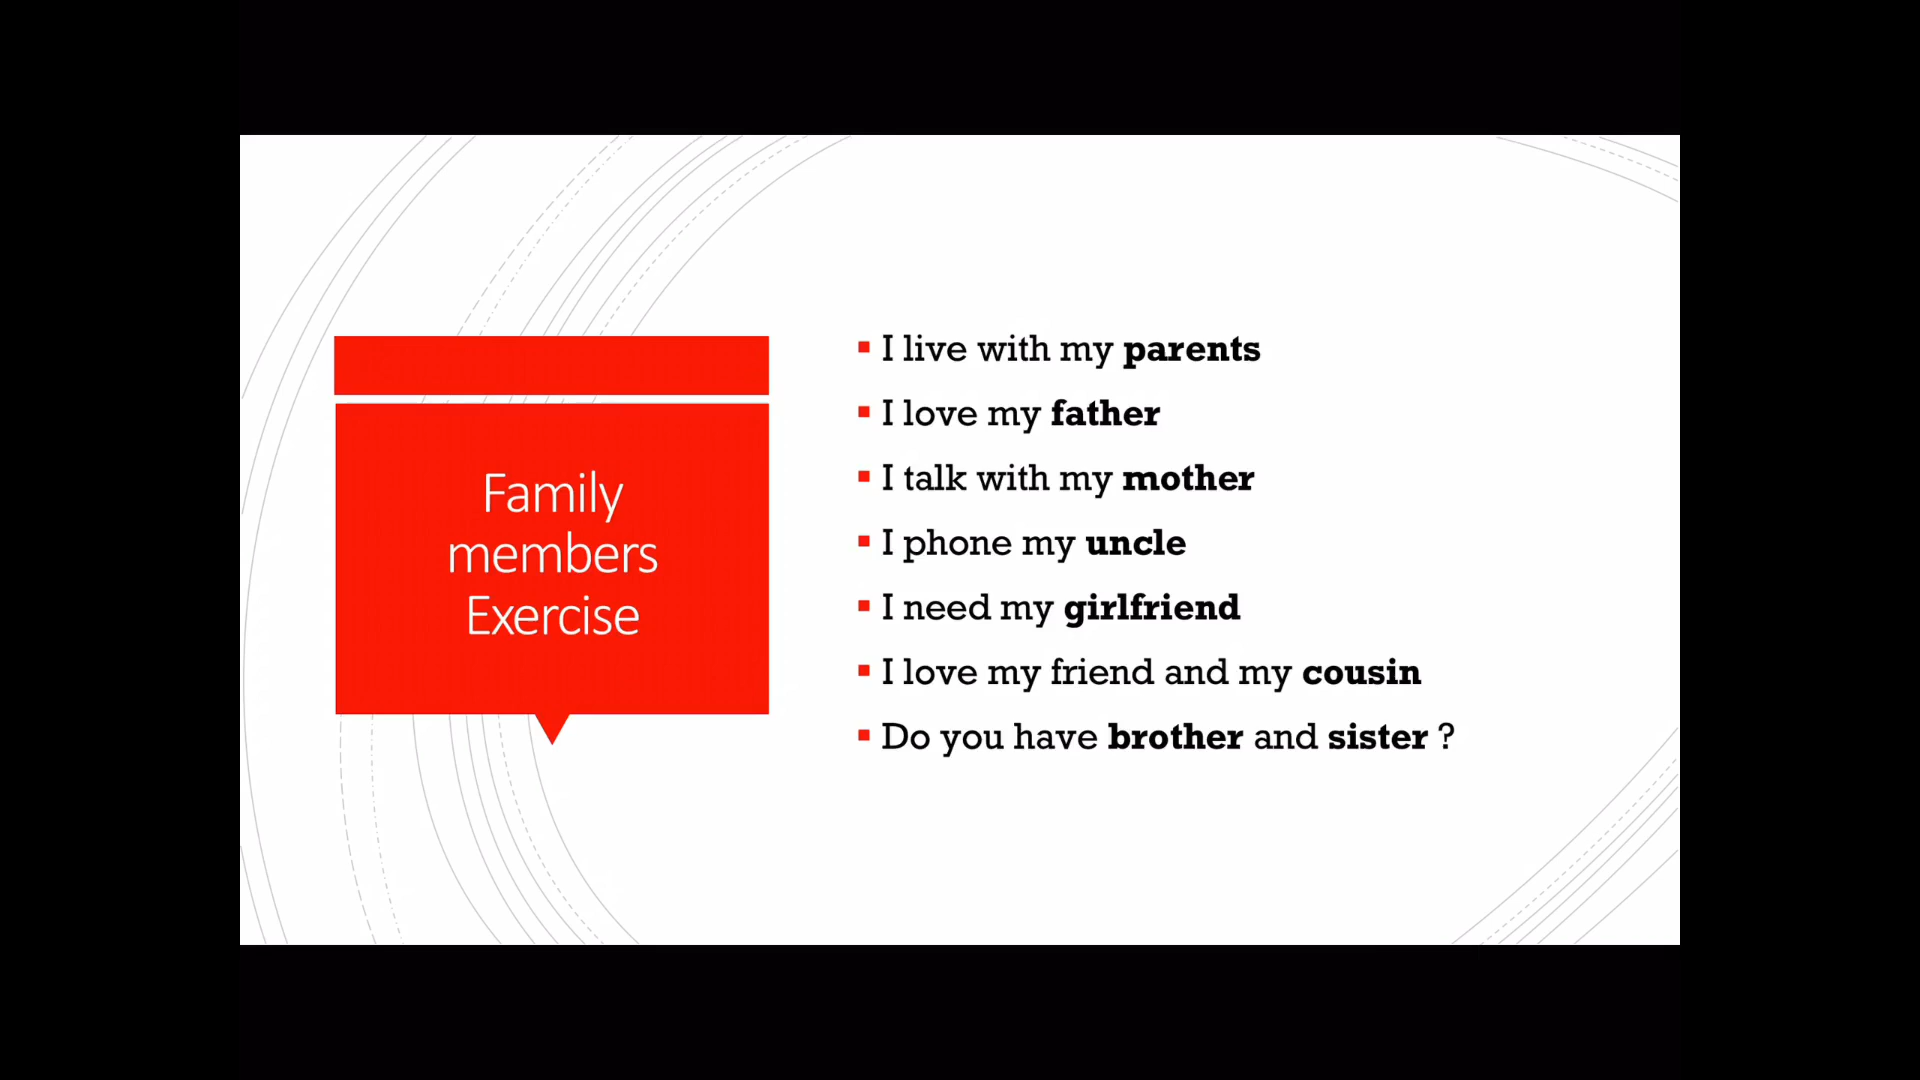 Family
members
Exercise
I live with my parents
I love my father
I talk with my mother
I phone my uncle
I need my girlfriend
I love my friend and my cousin
Do you have brother and sister ?